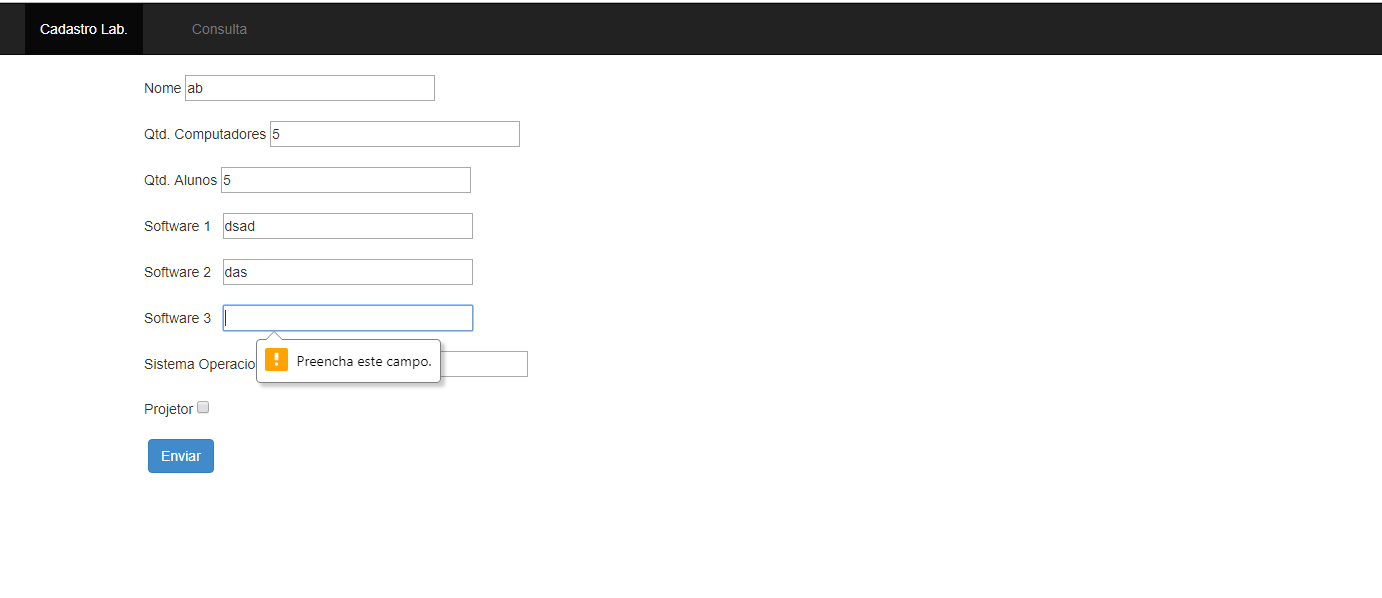 Cadastro Lab. Consulta
Nome ab
Qtd. Computadores 5
Qtd. Alunos 5
Software 1 dsad
Software 2 das
Software 3
Preencha este campo.
Sistema Operacio
Projetor
Enviar